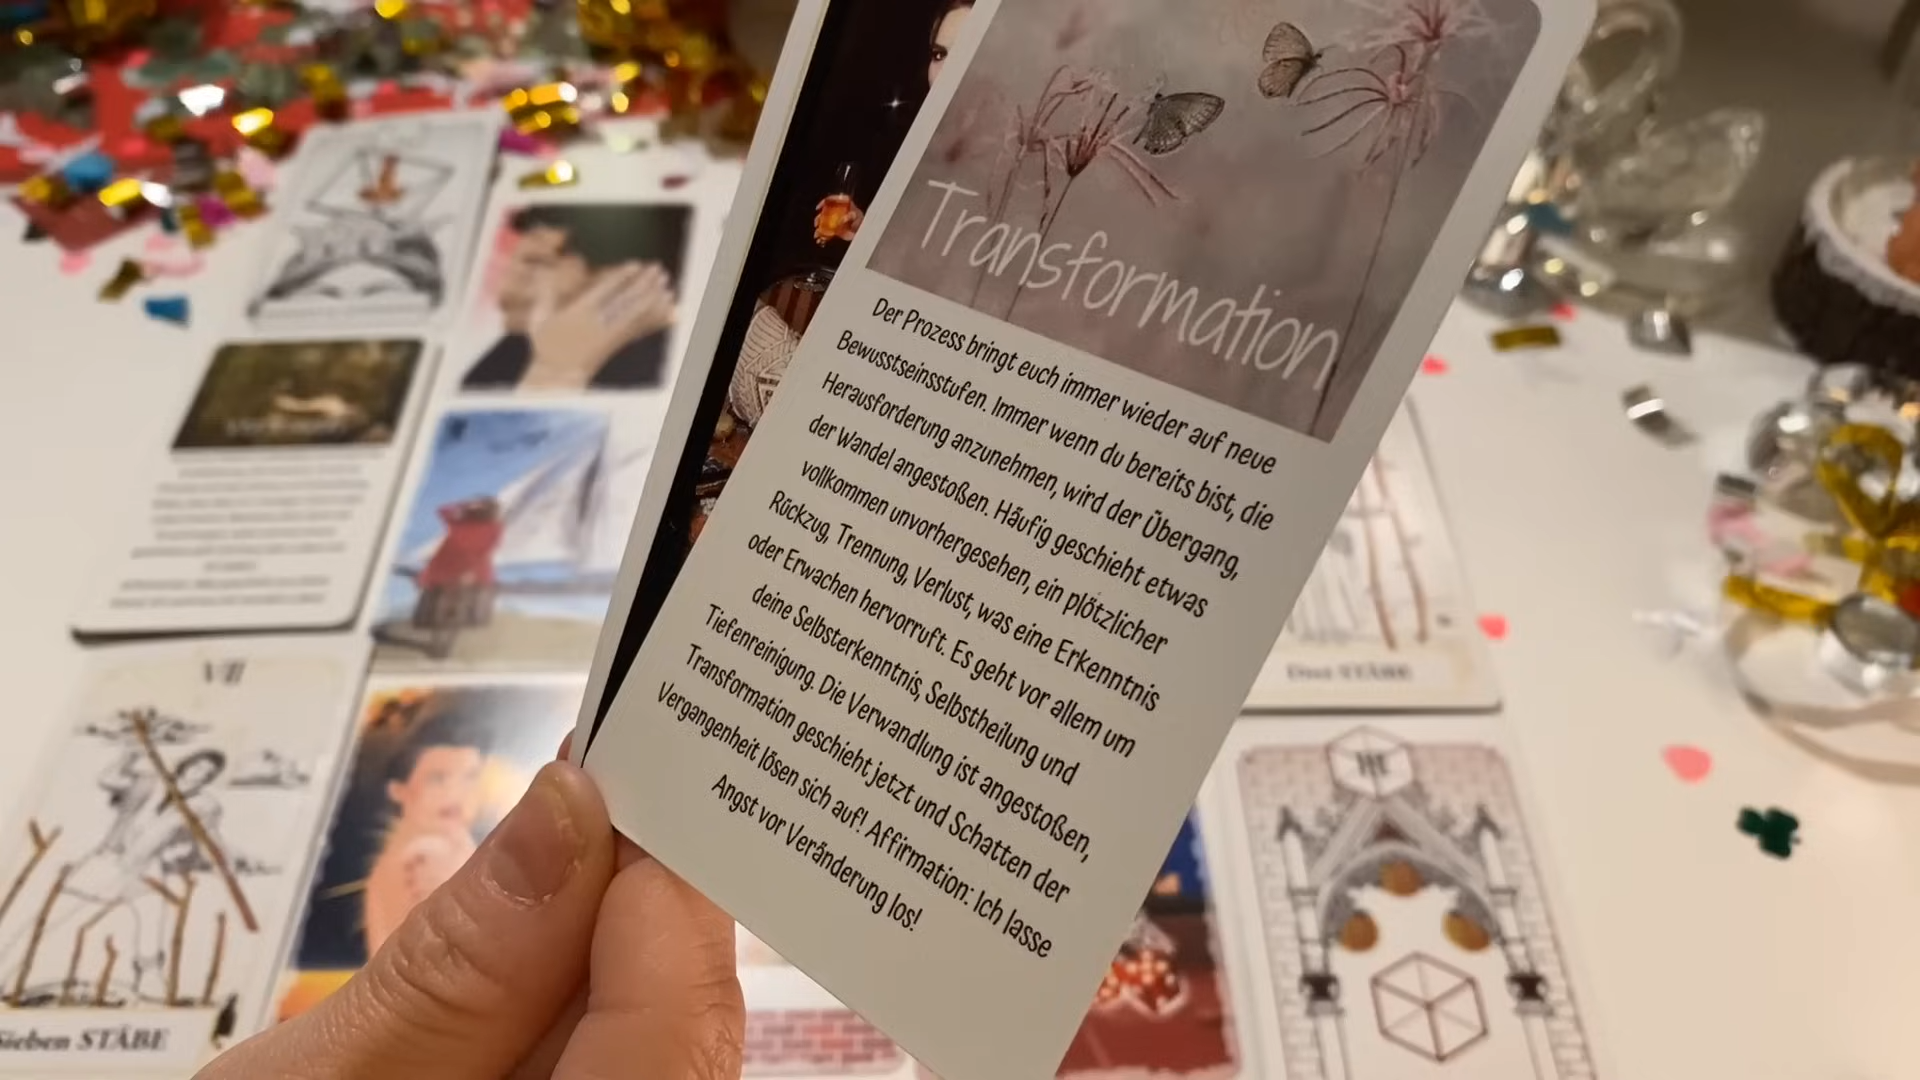 Transformation
Der Prozess bringt euch immer wieder auf neue
Bewusstseinsstufen. Immer wenn du bereits bist, die
Herausforderung anzunehmen, wird der Übergang,
der Wandel angestoßen. Häufig geschieht etwas
vollkommen unvorhergesehen, ein plötzlicher
Rückzug, Trennung, Verlust, was eine Erkenntnis
oder Erwachen hervorruft. Es geht vor allem um
deine Selbsterkenntnis, Selbstheilung und
Tiefenreinigung. Die Verwandlung ist angestoßen,
Transformation geschieht jetzt und Schatten der
Vergangenheit lösen sich auf! Affirmation: Ich lasse
Angst vor Veränderung los!
VII
Sieben STÄBE
Drei STÄBE
III